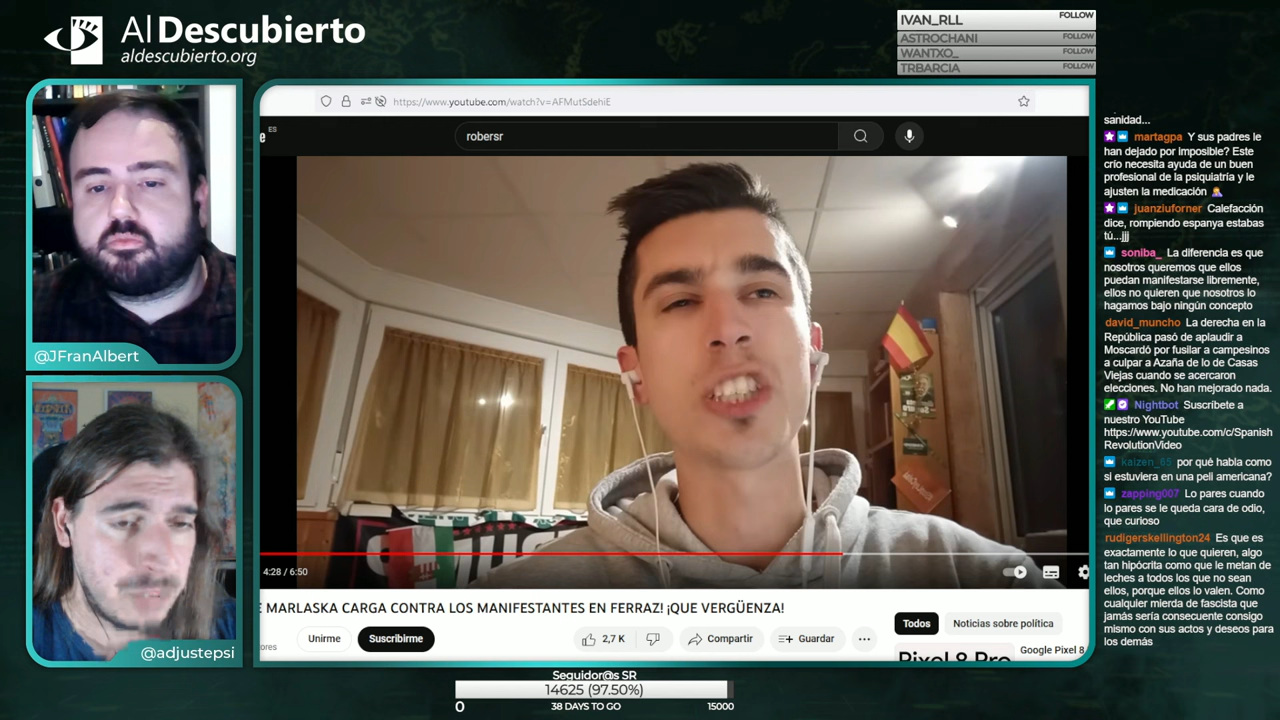 Al Descubierto
aldescubierto.org
IVAN_RLL FOLLOW
ASTROCHANI FOLLOW
WANTXO_ FOLLOW
TRBARCIA FOLLOW
@JFranAlbert
@adjustepsi
https://www.youtube.com/watch?v=AFMutSdehiE
e ES
robersr
4:28 / 6:50
E MARLASKA CARGA CONTRA LOS MANIFESTANTES EN FERRAZ! ¡QUE VERGÜENZA!
ores
Unirme
Suscribirme
2,7 K
Compartir
Guardar
Todos
Noticias sobre política
Pixel 8 Pro
Google Pixel 8
Seguidor@s SR
14625 (97.50%)
0 38 DAYS TO GO 15000
sanidad...
martagpa Y sus padres le
han dejado por imposible? Este
crío necesita ayuda de un buen
profesional de la psiquiatría y le
ajusten la medicación
juanziuforner Calefacción
dice, rompiendo espanya estabas
tú...jjj
soniba_ La diferencia es que
nosotros queremos que ellos
puedan manifestarse libremente,
ellos no quieren que nosotros lo
hagamos bajo ningún concepto
david_muncho La derecha en la
República pasó de aplaudir a
Moscardó por fusilar a campesinos
a culpar a Azaña de lo de Casas
Viejas cuando se acercaron
elecciones. No han mejorado nada.
Nightbot Suscríbete a
nuestro YouTube
https://www.youtube.com/c/Spanish
RevolutionVideo
kaizen_65 por qué habla como
si estuviera en una peli americana?
zapping007 Lo pares cuando
lo pares se le queda cara de odio,
que curioso
rudigerskellington24 Es que es
exactamente lo que quieren, algo
tan hipócrita como que le metan de
leches a todos los que no sean
ellos, porque ellos lo valen. Como
cualquier mierda de fascista que
jamás sería consecuente consigo
mismo con sus actos y deseos para
los demás